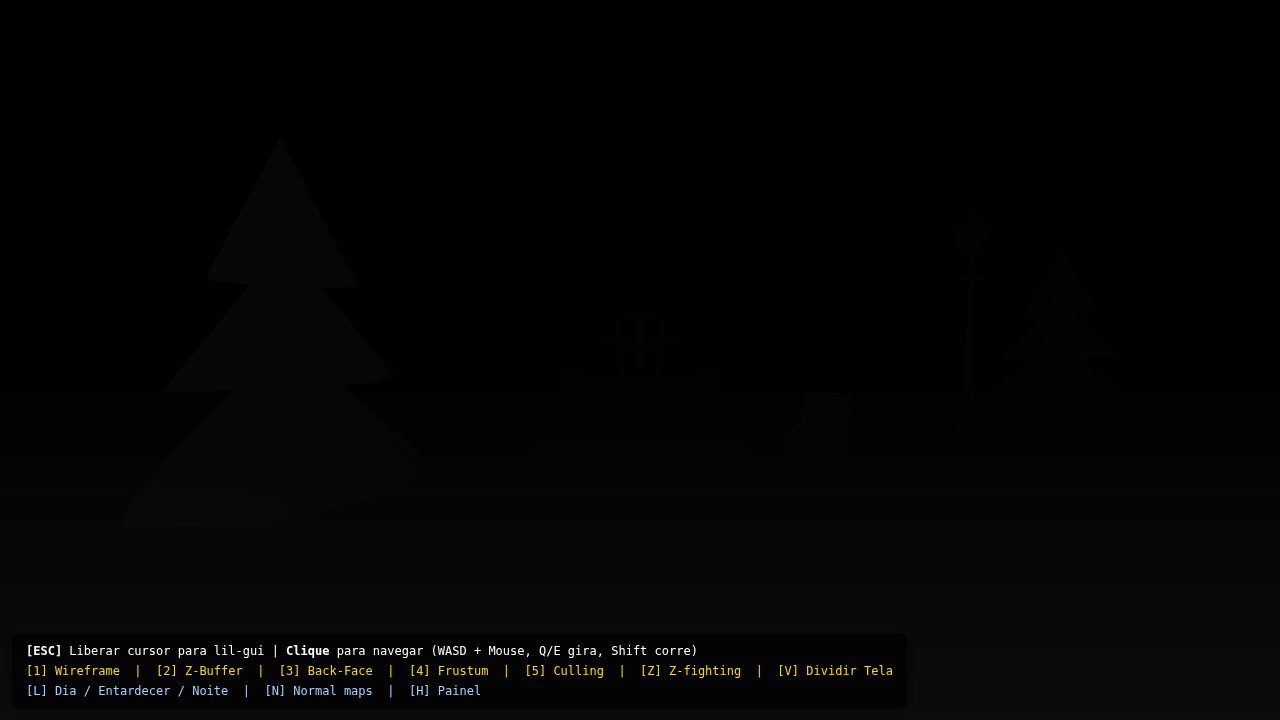 [ESC] Liberar cursor para lil-gui | Clique para navegar (WASD + Mouse, Q/E gira, Shift corre)
[1] Wireframe | [2] Z-Buffer | [3] Back-Face | [4] Frustum | [5] Culling | [Z] Z-fighting | [V] Dividir Tela
[L] Dia / Entardecer / Noite | [N] Normal maps | [H] Painel